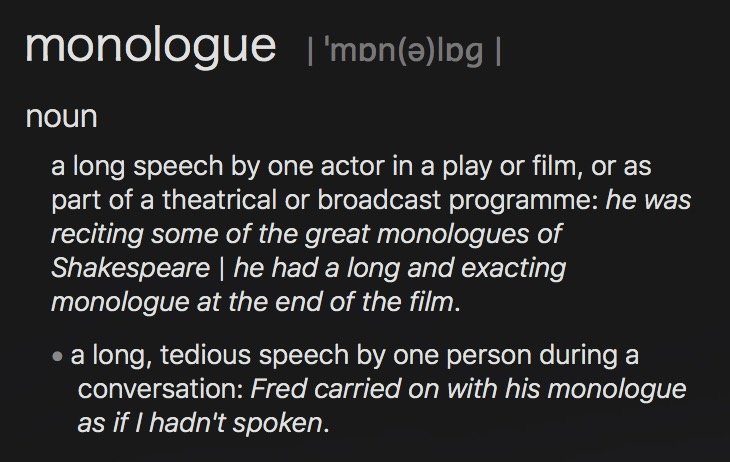 monologue | ˈmɒn(ə)lɒɡ |
noun
a long speech by one actor in a play or film, or as
part of a theatrical or broadcast programme: he was
reciting some of the great monologues of
Shakespeare | he had a long and exacting
monologue at the end of the film.
• a long, tedious speech by one person during a
conversation: Fred carried on with his monologue
as if I hadn't spoken.